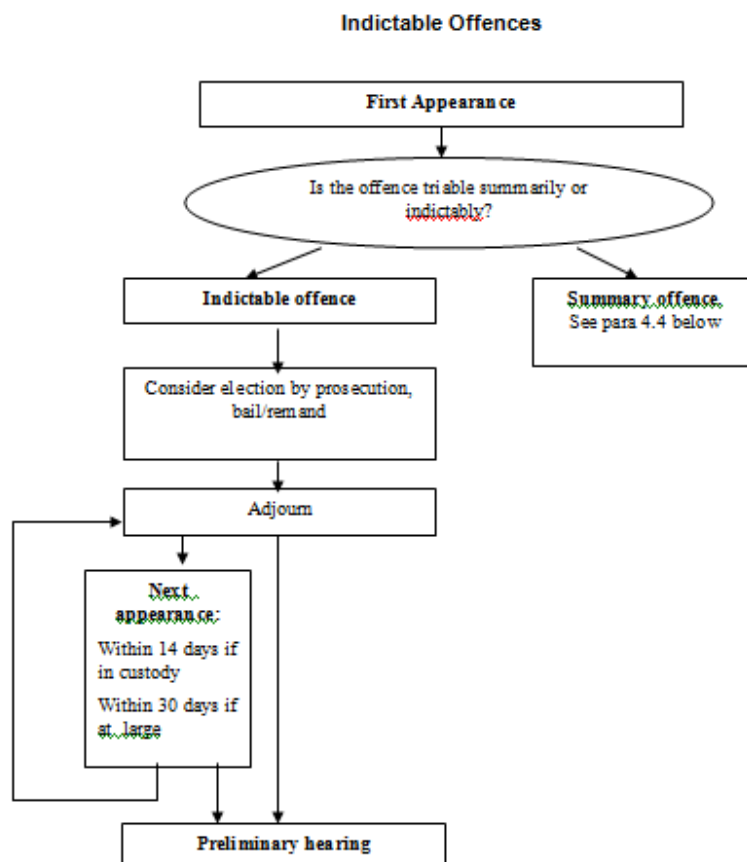 Indictable Offences
First Appearance
Is the offence triable summarily or
indictably?
Indictable offence
Summary offence
See para 4.4 below
Consider election by prosecution,
bail/remand
Adjourn
Next
appearance:
Within 14 days if
in custody
Within 30 days if
at large
Preliminary hearing